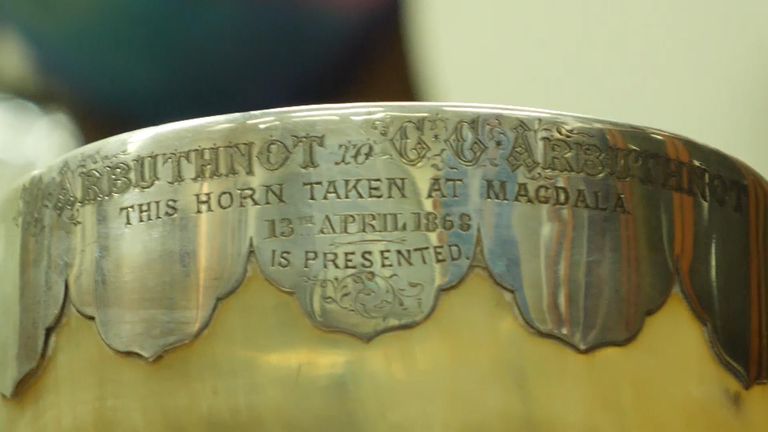 ARBUTHNOT to G. G. ARBUTHNOT
THIS HORN TAKEN AT MAGDALA
13TH APRIL 1868
IS PRESENTED.